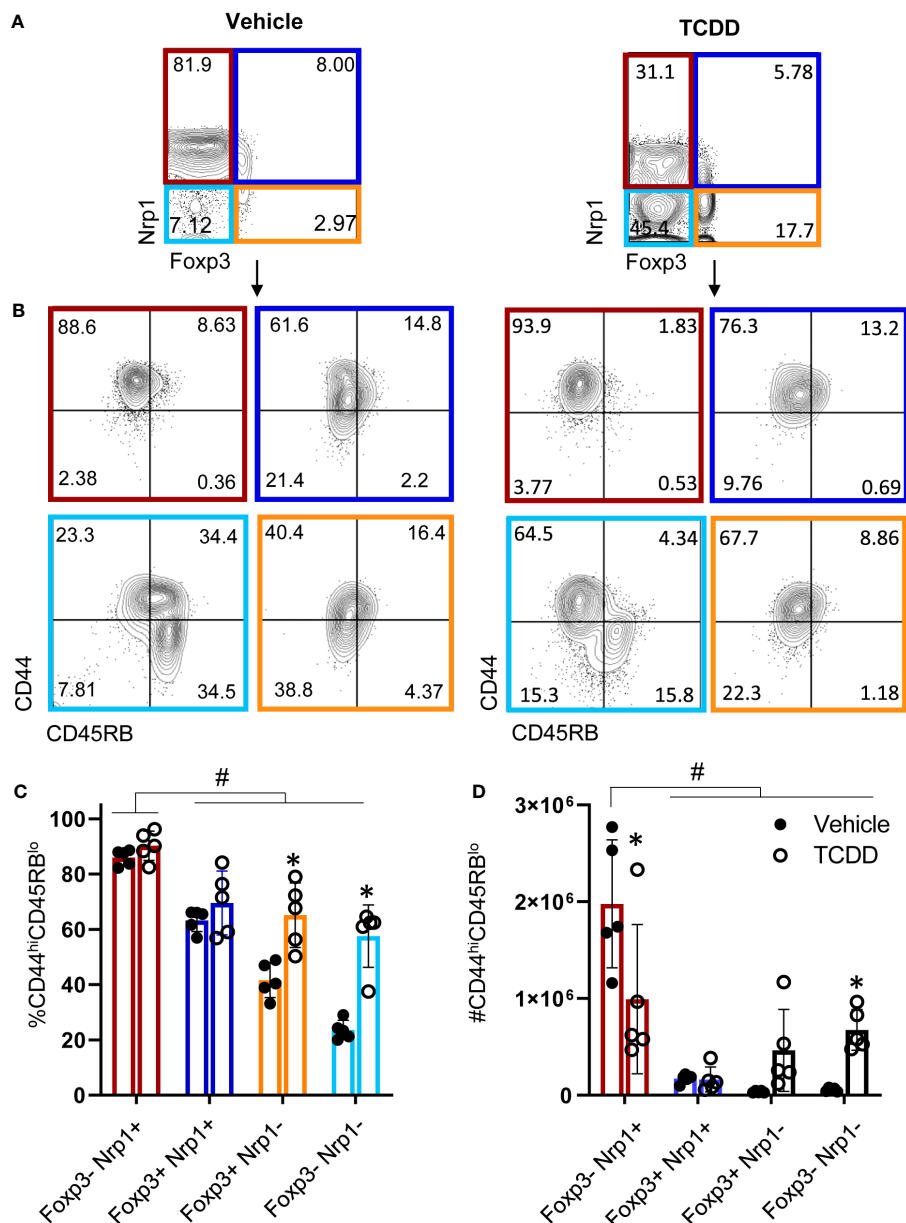 A
Vehicle
TCDD
81.9 8.00
7.12 2.97
Nrp1
Foxp3
31.1 5.78
45.4 17.7
Nrp1
Foxp3
B
88.6 8.63
2.38 0.36
61.6 14.8
21.4 2.2
93.9 1.83
3.77 0.53
76.3 13.2
9.76 0.69
23.3 34.4
7.81 34.5
40.4 16.4
38.8 4.37
64.5 4.34
15.3 15.8
67.7 8.86
22.3 1.18
CD44
CD45RB
CD44
CD45RB
C
#
* *
100
80
60
40
20
0
%CD44ʰⁱCD45RBˡᵒ
Foxp3- Nrp1+
Foxp3+ Nrp1+
Foxp3+ Nrp1-
Foxp3- Nrp1-
D
#
* *
Vehicle
TCDD
3×10⁶
2×10⁶
1×10⁶
0
#CD44ʰⁱCD45RBˡᵒ
Foxp3- Nrp1+
Foxp3+ Nrp1+
Foxp3+ Nrp1-
Foxp3- Nrp1-